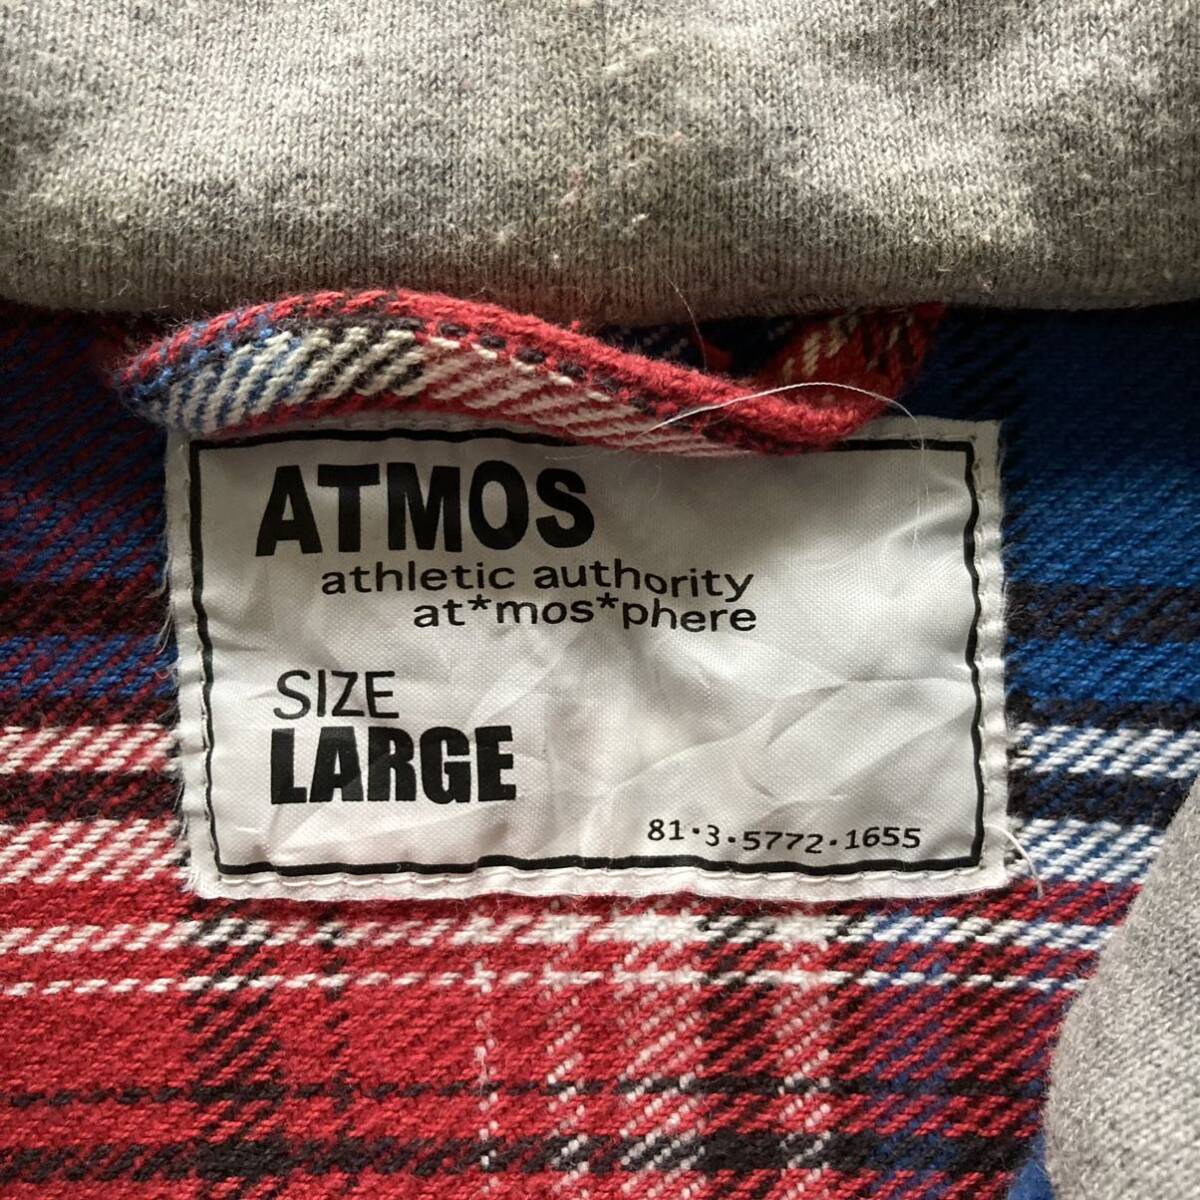 ATMOS
athletic authority
at*mos*phere
SIZE
LARGE
81·3·5772·1655